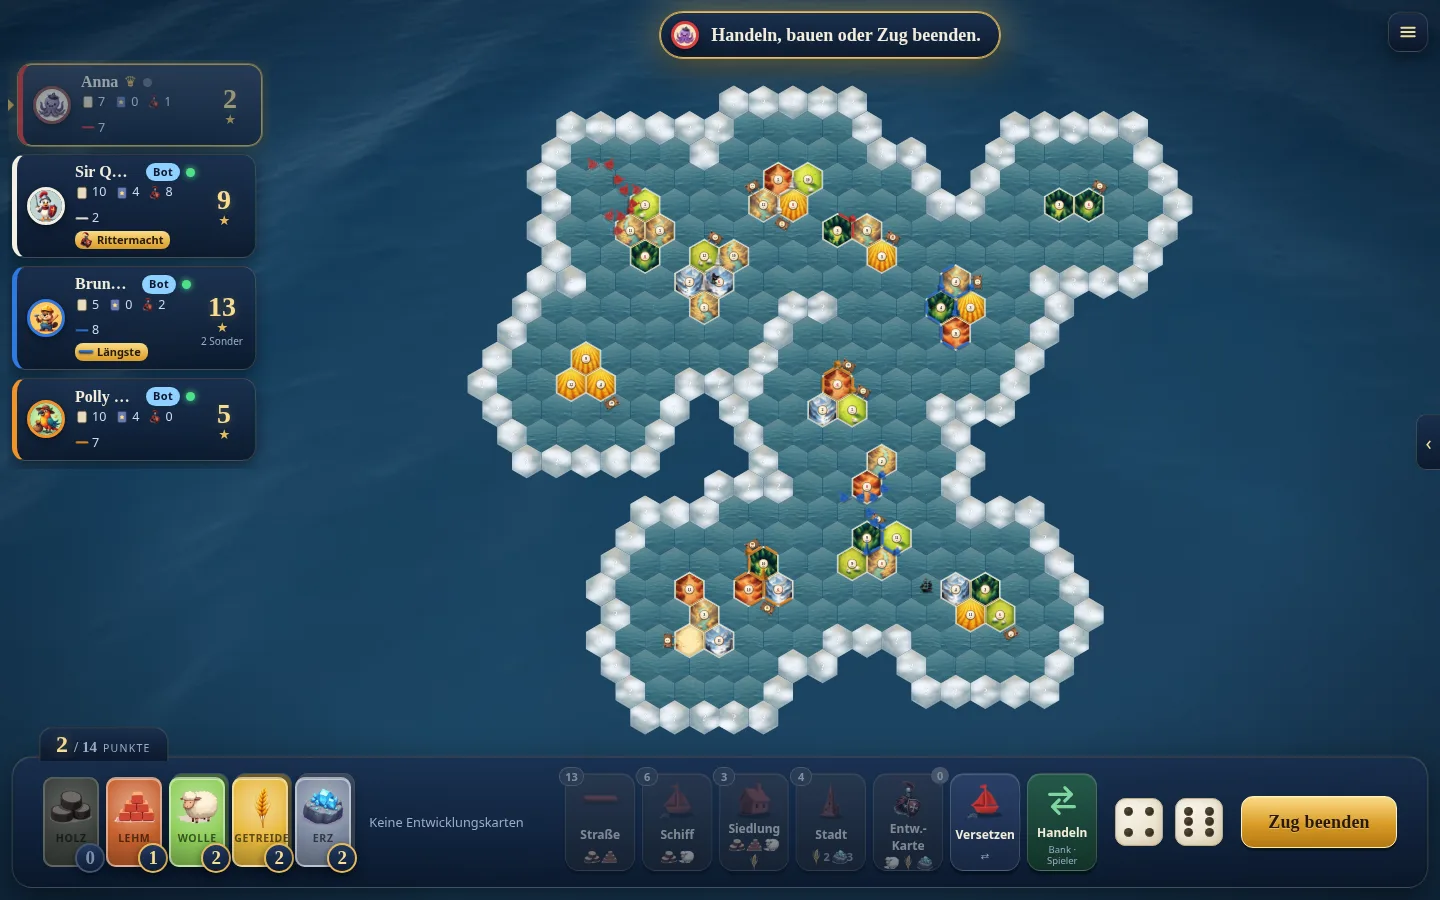 Handeln, bauen oder Zug beenden.
Anna
7 0 1
7
2
Sir Q… Bot
10 4 8
2
9
Rittermacht
Brun… Bot
5 0 2
8
13
2 Sonder
Längste
Polly … Bot
10 4 0
7
5
2 / 14 PUNKTE
HOLZ 0
LEHM 1
WOLLE 2
GETREIDE 2
ERZ 2
Keine Entwicklungskarten
13 Straße
6 Schiff
3 Siedlung
4 Stadt
2 3
0 Entw.-
Karte
Versetzen
Handeln
Bank ·
Spieler
Zug beenden